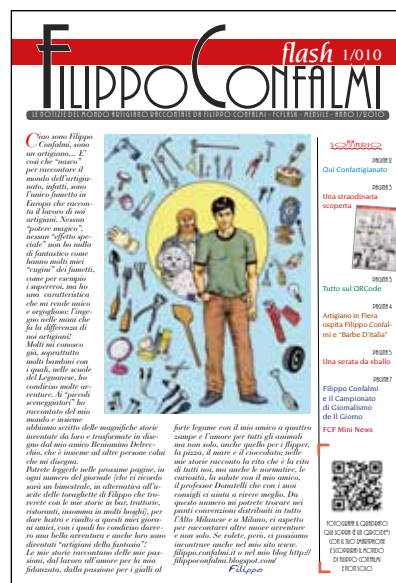 flash 1/010
FILIPPO CONFALMI
LE NOTIZIE DEL MONDO ARTIGIANO RACCONTATE DA FILIPPO CONFALMI - FCFLASH - MENSILE - ANNO 1/2010
Ciao sono Filippo
Confalmi, sono
un artigiano… E'
così che "nasco"
per raccontare il
mondo dell'artigia-
nato, infatti, sono
l'unico fumetto in
Europa che raccon-
ta il lavoro di noi
artigiani. Nessun
"potere magico",
nessun "effetto spe-
ciale" non ho nulla
di fantastico come
hanno molti miei
"cugini" dei fumetti,
come per esempio
i supereroi, ma ho
una caratteristica
che mi rende unico
e orgoglioso: l'inge-
gno nelle mani che
fa la differenza di
noi artigiani!
Molti mi conosco
già, soprattutto
molti bambini con
i quali, nelle scuole
del Legnanese, ho
condiviso molte av-
venture. Ai "piccoli
sceneggiatori" ho
raccontato del mio
mondo e insieme
abbiamo scritto delle magnifiche storie
inventate da loro e trasformate in dise-
gno dal mio amico Beniamino Delvec-
chio, che è insieme ad altre persone colui
che mi disegna.
Potrete leggerle nelle prossime pagine, in
ogni numero del giornale (che ri ricordo
sarà un bimestrale, in alternativa all'u-
scite delle tovagliette di Filippo che tro-
verete con le mie storie in bar, trattorie,
ristoranti, insomma in molti luoghi), per
dare lustro e risalto a questi miei giova-
ni amici, con i quali ho condiviso davve-
ro una bella avventura e anche loro sono
diventati "artigiani della fantasia"!
Le mie storie raccontano delle mie pas-
sioni, dal lavoro all'amore per la mia
fidanzata, dalla passione per i gialli al
forte legame con il mio amico a quattro
zampe e l'amore per tutti gli animali
ma non solo, anche quello per i flipper,
la pizza, il mare e il cioccolato; nelle
mie storie racconto la vita che è la vita
di tutti noi, ma anche le normative, le
curiosità, la salute con il mio amico,
il professor Donatelli che con i suoi
consigli ci aiuta a vivere meglio. Da
questo numero mi potrete trovare nei
punti convenzioni distribuiti in tutto
l'Alto Milanese e a Milano, vi aspetto
per raccontarvi altre nuove avventure
e non solo. Se volete, però, ci possiamo
incontrare anche nel mio sito www.
filippo.confalmi.it o nel mio blog http://
filippoconfalmi.blogspot.com/
Filippo
SOMMARIO
PAGINA 2
Qui Confartigianato
PAGINA 3
Una straodinaria
scoperta
PAGINA 3
Tutto sul QRCode
PAGINA 4
Artigiano in Fiera
ospita Filippo Confal-
mi e "Barbe D'Italia"
PAGINA 5
Una serata da sballo
PAGINA 7
Filippo Confalmi
e il Campionato
di Giornalismo
de Il Giorno
FCF Mini News
FOTOGRAFA IL QUADRATO
QUI SOPRA (È UN QRCODE!)
CON IL TUO SMARTPHONE
E SCOPRIRAI IL MONDO
DI FILIPPO CONFALMI
E NON SOLO